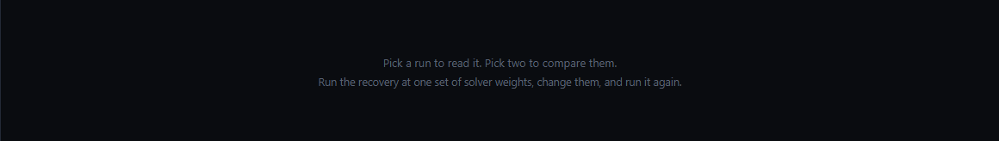 Pick a run to read it. Pick two to compare them.
Run the recovery at one set of solver weights, change them, and run it again.